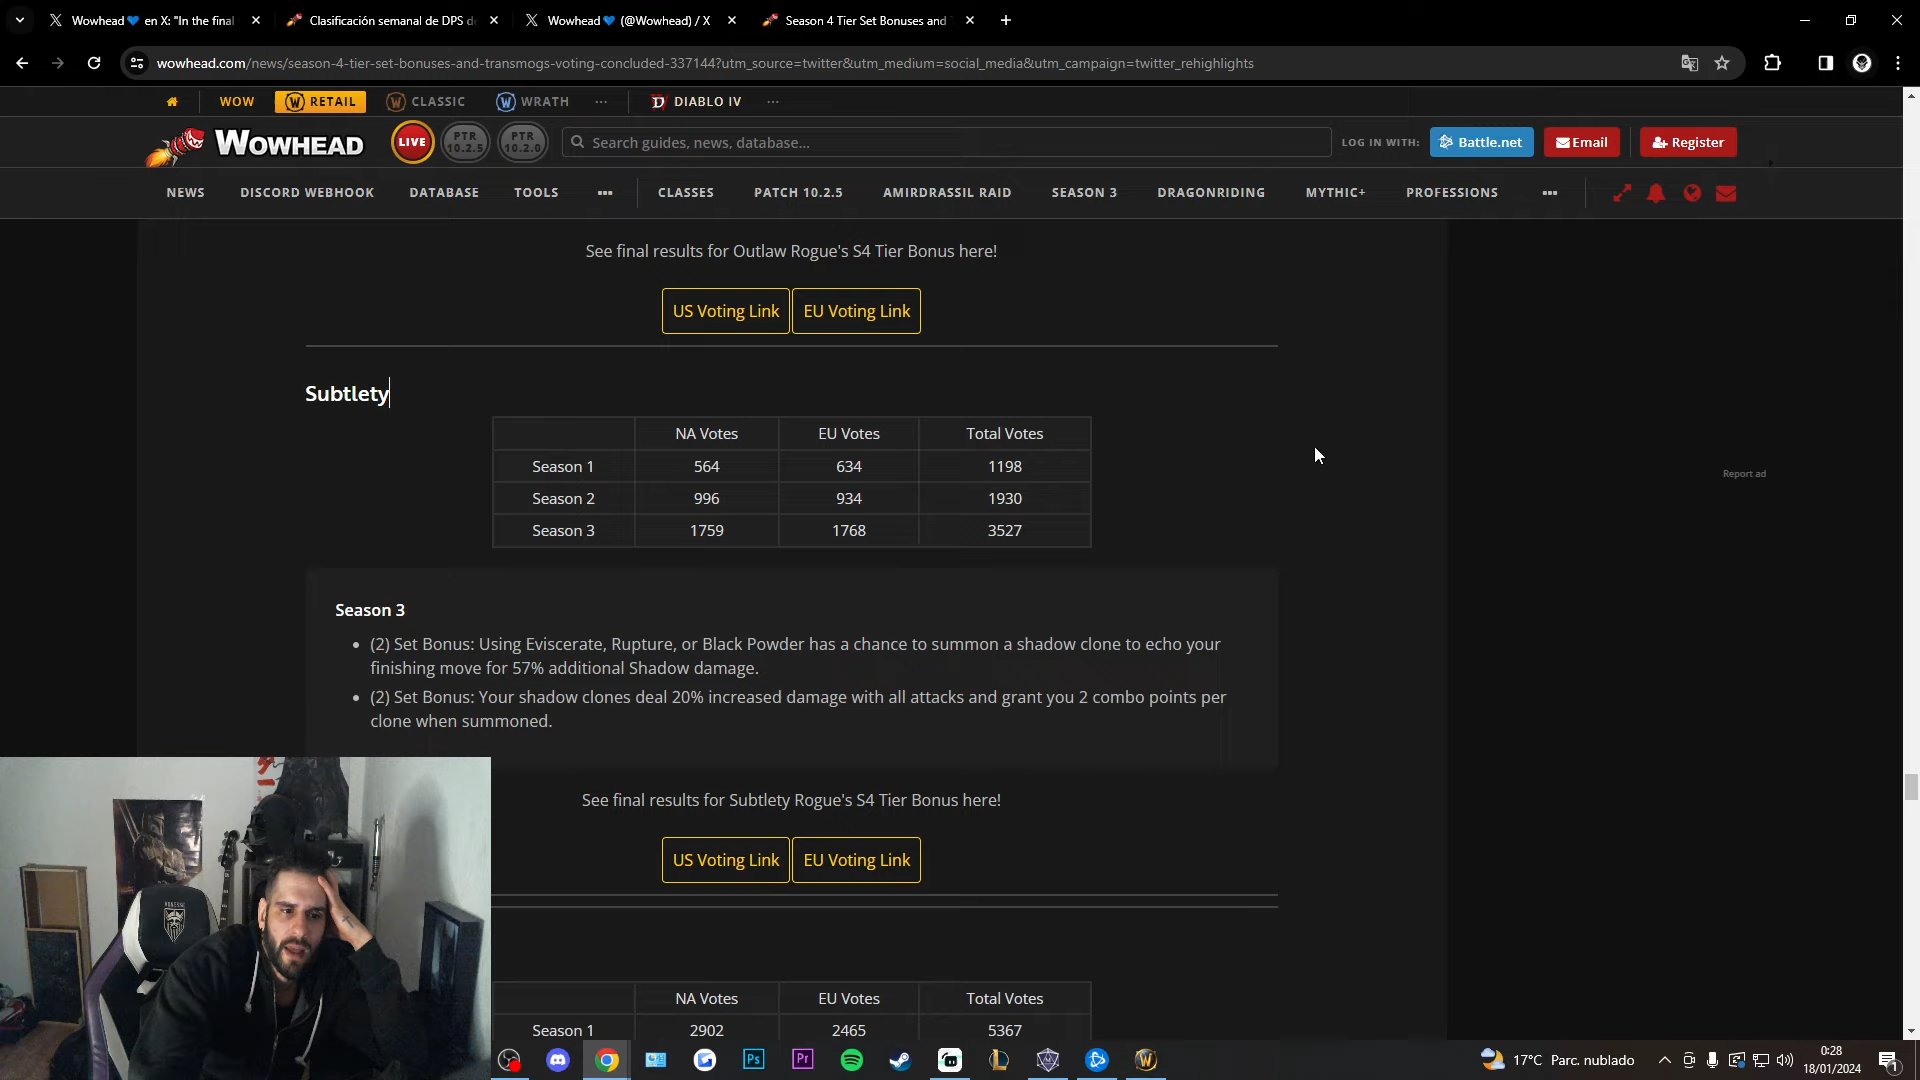 Wowhead💙 en X: "In the final
Clasificación semanal de DPS de
Wowhead💙 (@Wowhead) / X
Season 4 Tier Set Bonuses and
wowhead.com/news/season-4-tier-set-bonuses-and-transmogs-voting-concluded-337144?utm_source=twitter&utm_medium=social_media&utm_campaign=twitter_rehighlights
WOW RETAIL CLASSIC WRATH ... DIABLO IV ...
WOWHEAD LIVE PTR 10.2.5 PTR 10.2.0 Search guides, news, database... LOG IN WITH: Battle.net Email Register
NEWS DISCORD WEBHOOK DATABASE TOOLS ... CLASSES PATCH 10.2.5 AMIRDRASSIL RAID SEASON 3 DRAGONRIDING MYTHIC+ PROFESSIONS ...
See final results for Outlaw Rogue's S4 Tier Bonus here!
US Voting Link EU Voting Link
Subtlety
NA Votes EU Votes Total Votes
Season 1 564 634 1198
Season 2 996 934 1930
Season 3 1759 1768 3527
Report ad
Season 3
• (2) Set Bonus: Using Eviscerate, Rupture, or Black Powder has a chance to summon a shadow clone to echo your
finishing move for 57% additional Shadow damage.
• (2) Set Bonus: Your shadow clones deal 20% increased damage with all attacks and grant you 2 combo points per
clone when summoned.
See final results for Subtlety Rogue's S4 Tier Bonus here!
US Voting Link EU Voting Link
NA Votes EU Votes Total Votes
Season 1 2902 2465 5367
Ps Pr 17°C Parc. nublado 0:28
18/01/2024 1